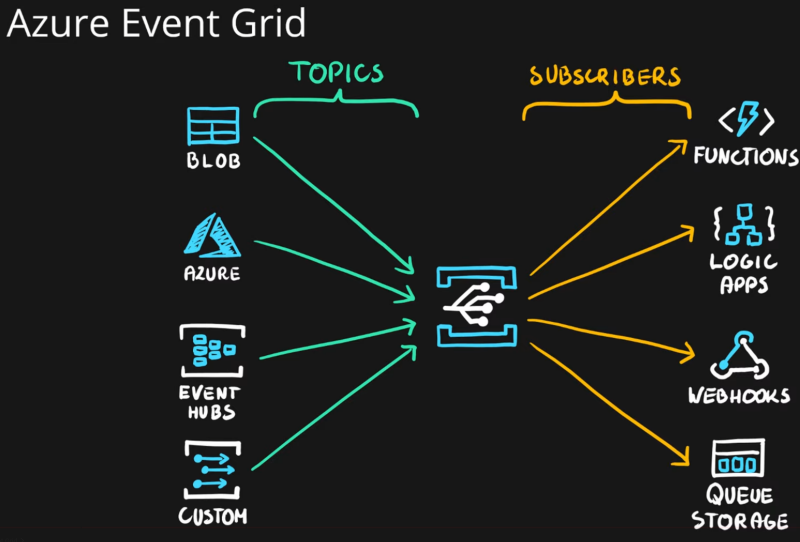 Azure Event Grid
TOPICS
SUBSCRIBERS
BLOB
AZURE
EVENT
HUBS
CUSTOM
FUNCTIONS
LOGIC
APPS
WEBHOOKS
QUEUE
STORAGE